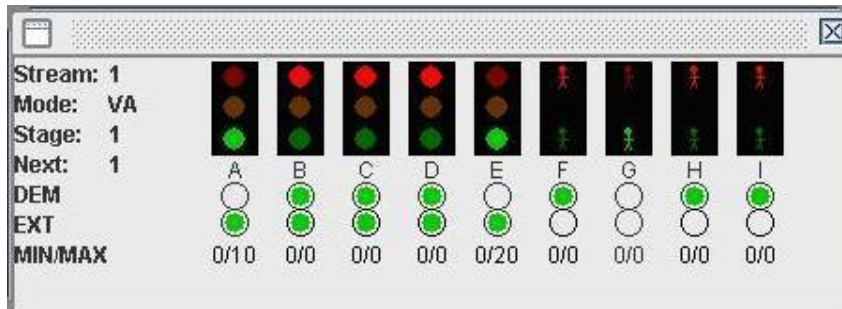 Stream: 1
Mode: VA
Stage: 1
Next: 1
A B C D E F G H I
DEM
EXT
MIN/MAX 0/10 0/0 0/0 0/0 0/20 0/0 0/0 0/0 0/0